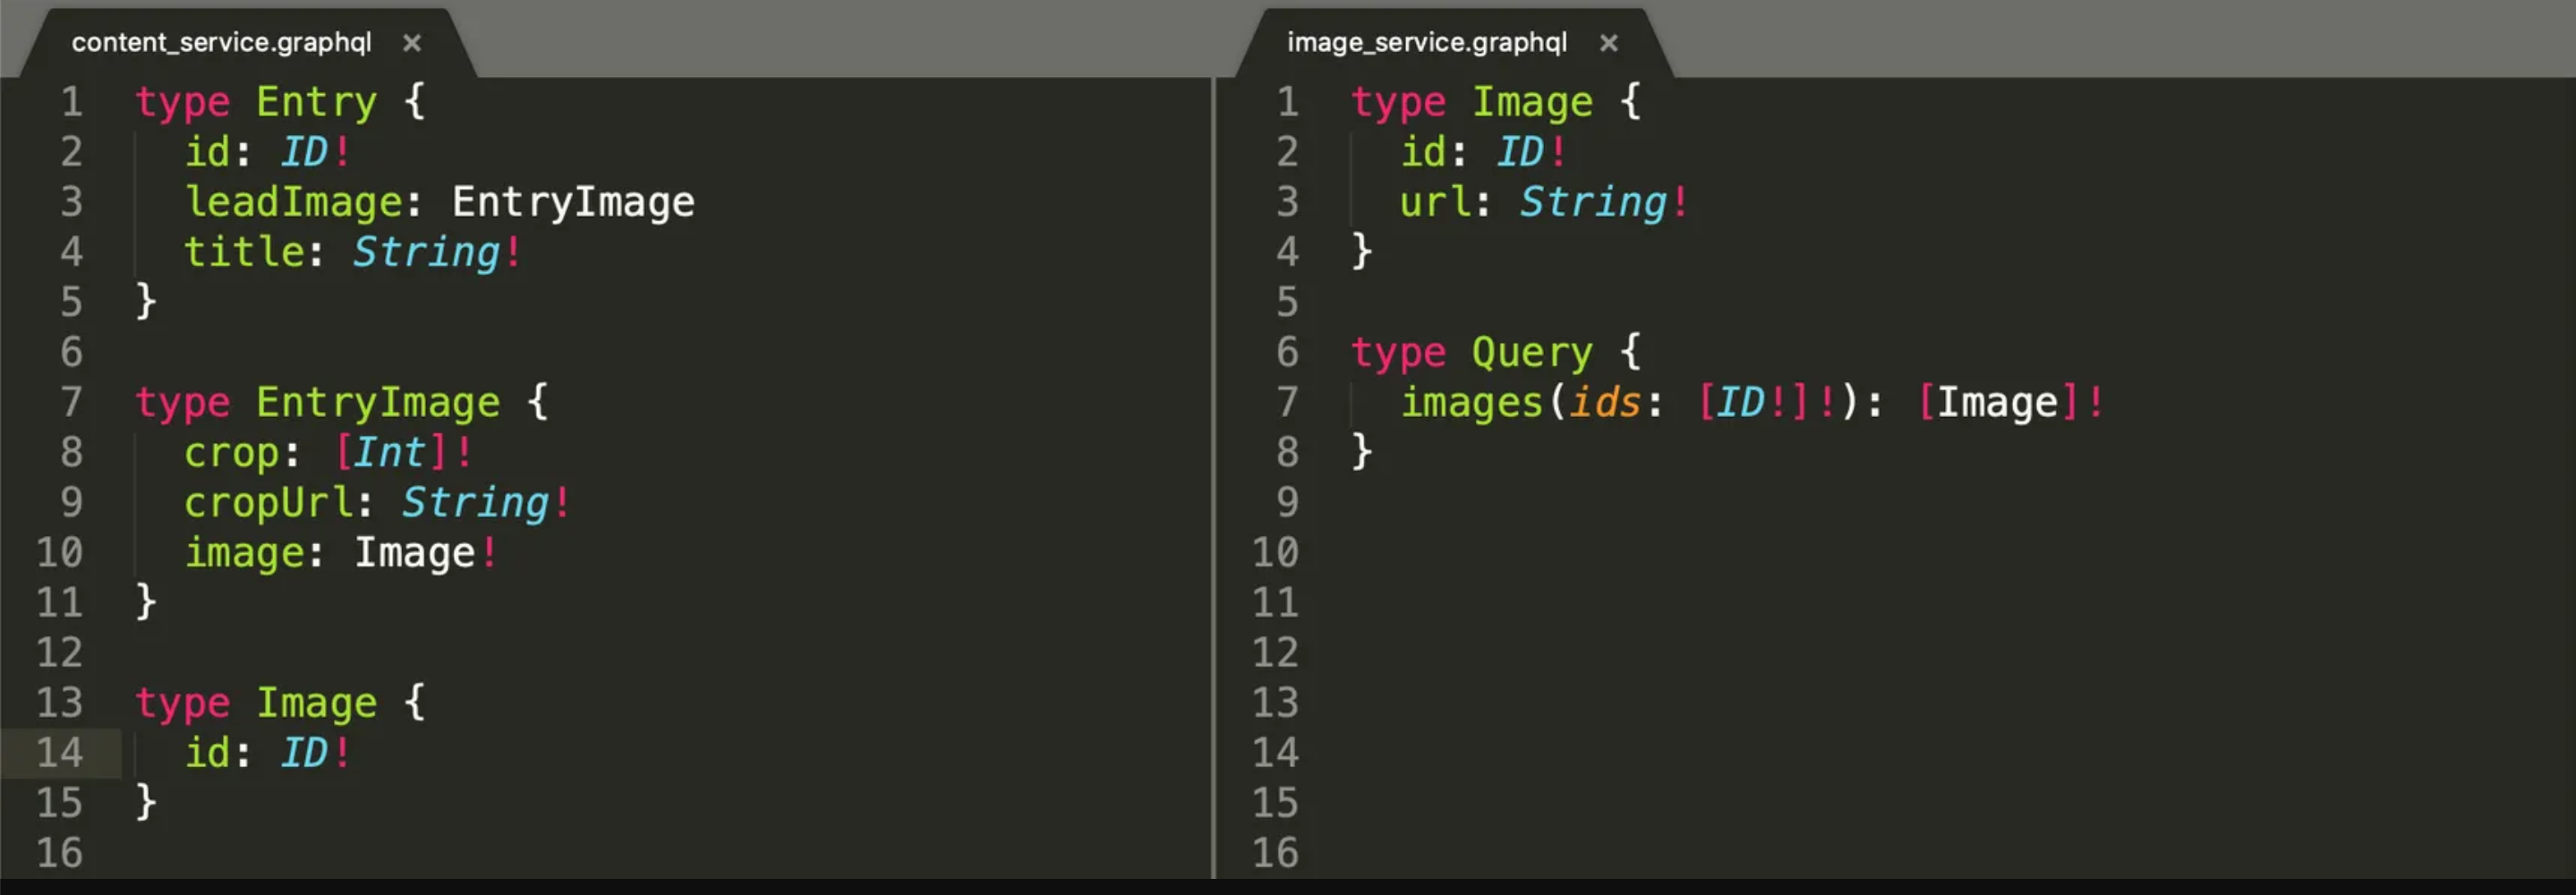 content_service.graphql ×
1 type Entry {
2   id: ID!
3   leadImage: EntryImage
4   title: String!
5 }
6
7 type EntryImage {
8   crop: [Int]!
9   cropUrl: String!
10   image: Image!
11 }
12
13 type Image {
14   id: ID!
15 }
16
image_service.graphql ×
1 type Image {
2   id: ID!
3   url: String!
4 }
5
6 type Query {
7   images(ids: [ID!]!): [Image]!
8 }
9
10
11
12
13
14
15
16